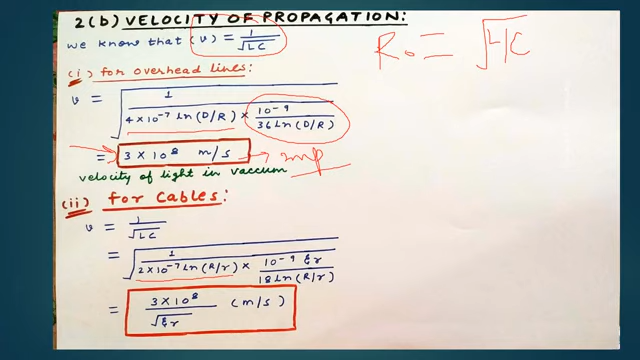 2(b) VELOCITY OF PROPAGATION:
we know that (v) = 1/√LC
R₀ = √L/C
(i) for overhead lines:
v = √(1 / (4×10⁻⁷ ln(D/R) × 10⁻⁹/(36 ln(D/R))))
= 3×10⁸ m/s → imp
velocity of light in vaccum
(ii) for cables:
v = 1/√LC
= √(1 / (2×10⁻⁷ ln(R/r) × 10⁻⁹ εr/(18 ln(R/r))))
= 3×10⁸/√εr (m/s)